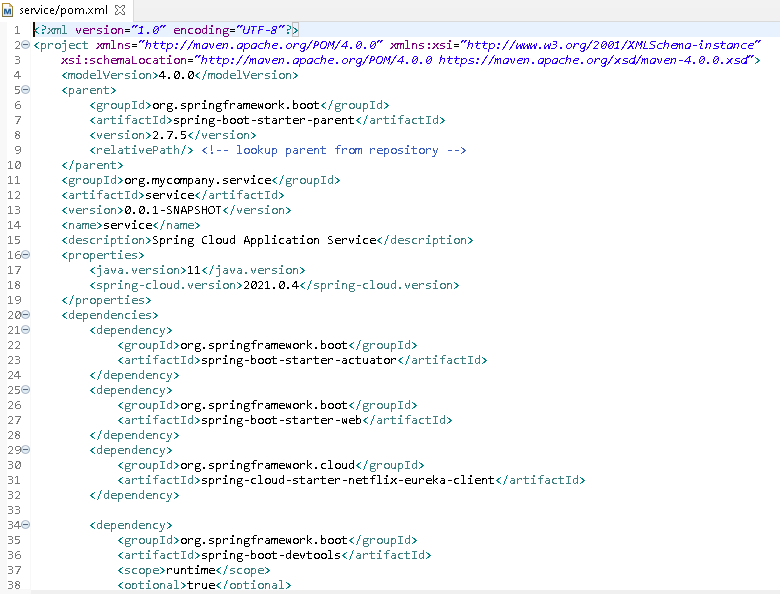 service/pom.xml
1 <?xml version="1.0" encoding="UTF-8"?>
2 <project xmlns="http://maven.apache.org/POM/4.0.0" xmlns:xsi="http://www.w3.org/2001/XMLSchema-instance"
3     xsi:schemaLocation="http://maven.apache.org/POM/4.0.0 https://maven.apache.org/xsd/maven-4.0.0.xsd">
4     <modelVersion>4.0.0</modelVersion>
5     <parent>
6         <groupId>org.springframework.boot</groupId>
7         <artifactId>spring-boot-starter-parent</artifactId>
8         <version>2.7.5</version>
9         <relativePath/> <!-- lookup parent from repository -->
10     </parent>
11     <groupId>org.mycompany.service</groupId>
12     <artifactId>service</artifactId>
13     <version>0.0.1-SNAPSHOT</version>
14     <name>service</name>
15     <description>Spring Cloud Application Service</description>
16     <properties>
17         <java.version>11</java.version>
18         <spring-cloud.version>2021.0.4</spring-cloud.version>
19     </properties>
20     <dependencies>
21         <dependency>
22             <groupId>org.springframework.boot</groupId>
23             <artifactId>spring-boot-starter-actuator</artifactId>
24         </dependency>
25         <dependency>
26             <groupId>org.springframework.boot</groupId>
27             <artifactId>spring-boot-starter-web</artifactId>
28         </dependency>
29         <dependency>
30             <groupId>org.springframework.cloud</groupId>
31             <artifactId>spring-cloud-starter-netflix-eureka-client</artifactId>
32         </dependency>
33
34         <dependency>
35             <groupId>org.springframework.boot</groupId>
36             <artifactId>spring-boot-devtools</artifactId>
37             <scope>runtime</scope>
38             <optional>true</optional>